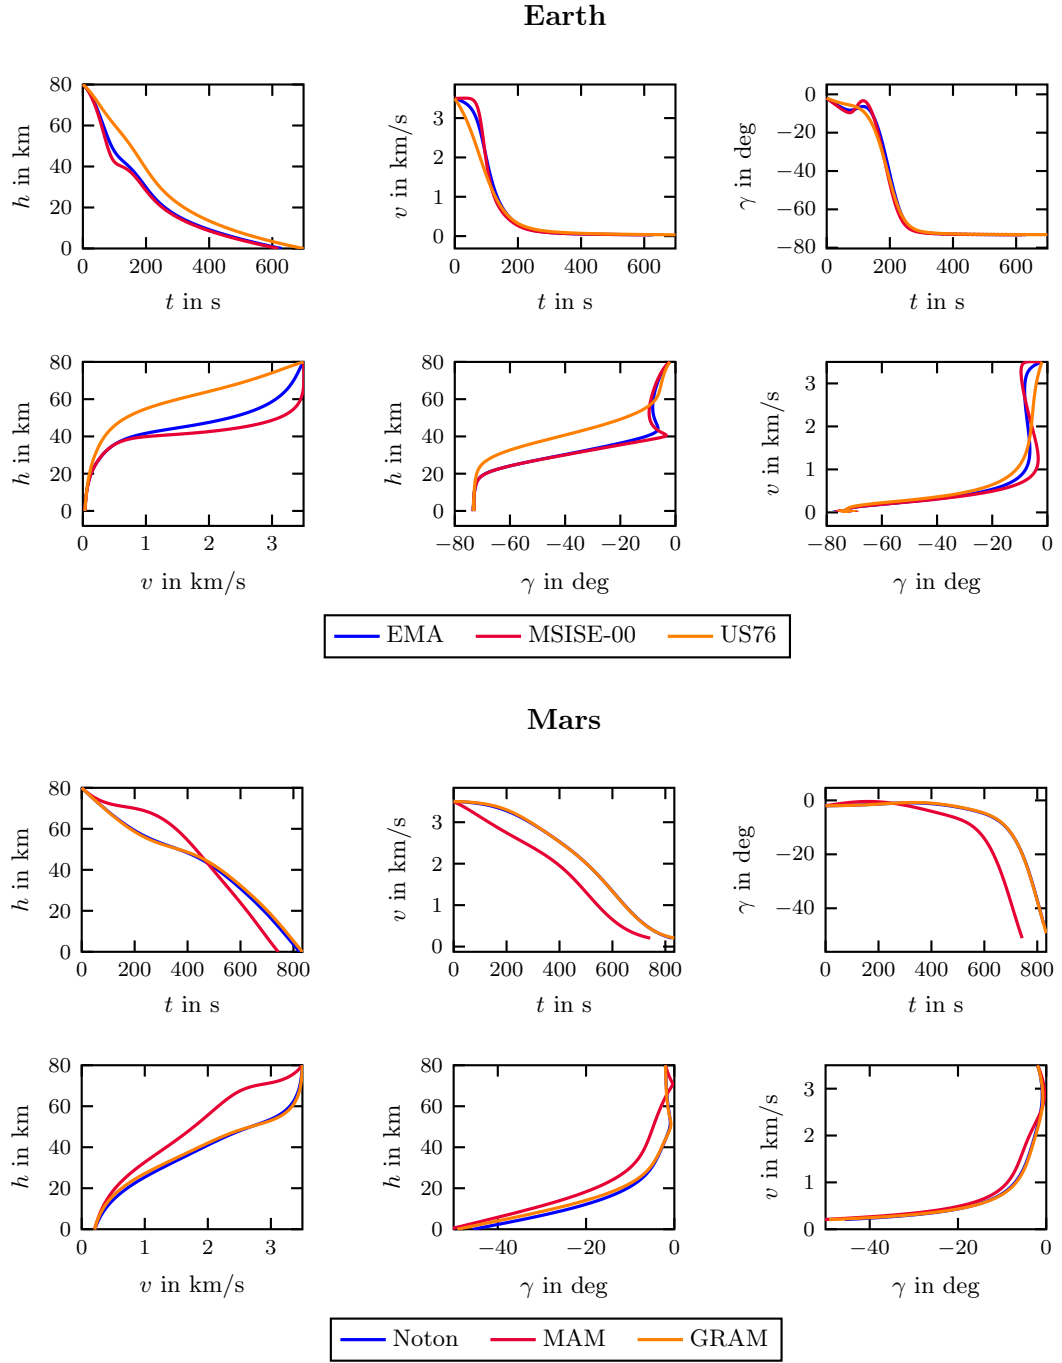 Earth
80
60
40
20
0
0 200 400 600
h in km
t in s
3
2
1
0
0 200 400 600
v in km/s
t in s
0
−20
−40
−60
−80
0 200 400 600
γ in deg
t in s
80
60
40
20
0
0 1 2 3
h in km
v in km/s
80
60
40
20
0
−80 −60 −40 −20 0
h in km
γ in deg
3
2
1
0
−80 −60 −40 −20 0
v in km/s
γ in deg
EMA MSISE-00 US76
Mars
80
60
40
20
0
0 200 400 600 800
h in km
t in s
3
2
1
0
0 200 400 600 800
v in km/s
t in s
0
−20
−40
0 200 400 600 800
γ in deg
t in s
80
60
40
20
0
0 1 2 3
h in km
v in km/s
80
60
40
20
0
−40 −20 0
h in km
γ in deg
3
2
1
0
−40 −20 0
v in km/s
γ in deg
Noton MAM GRAM